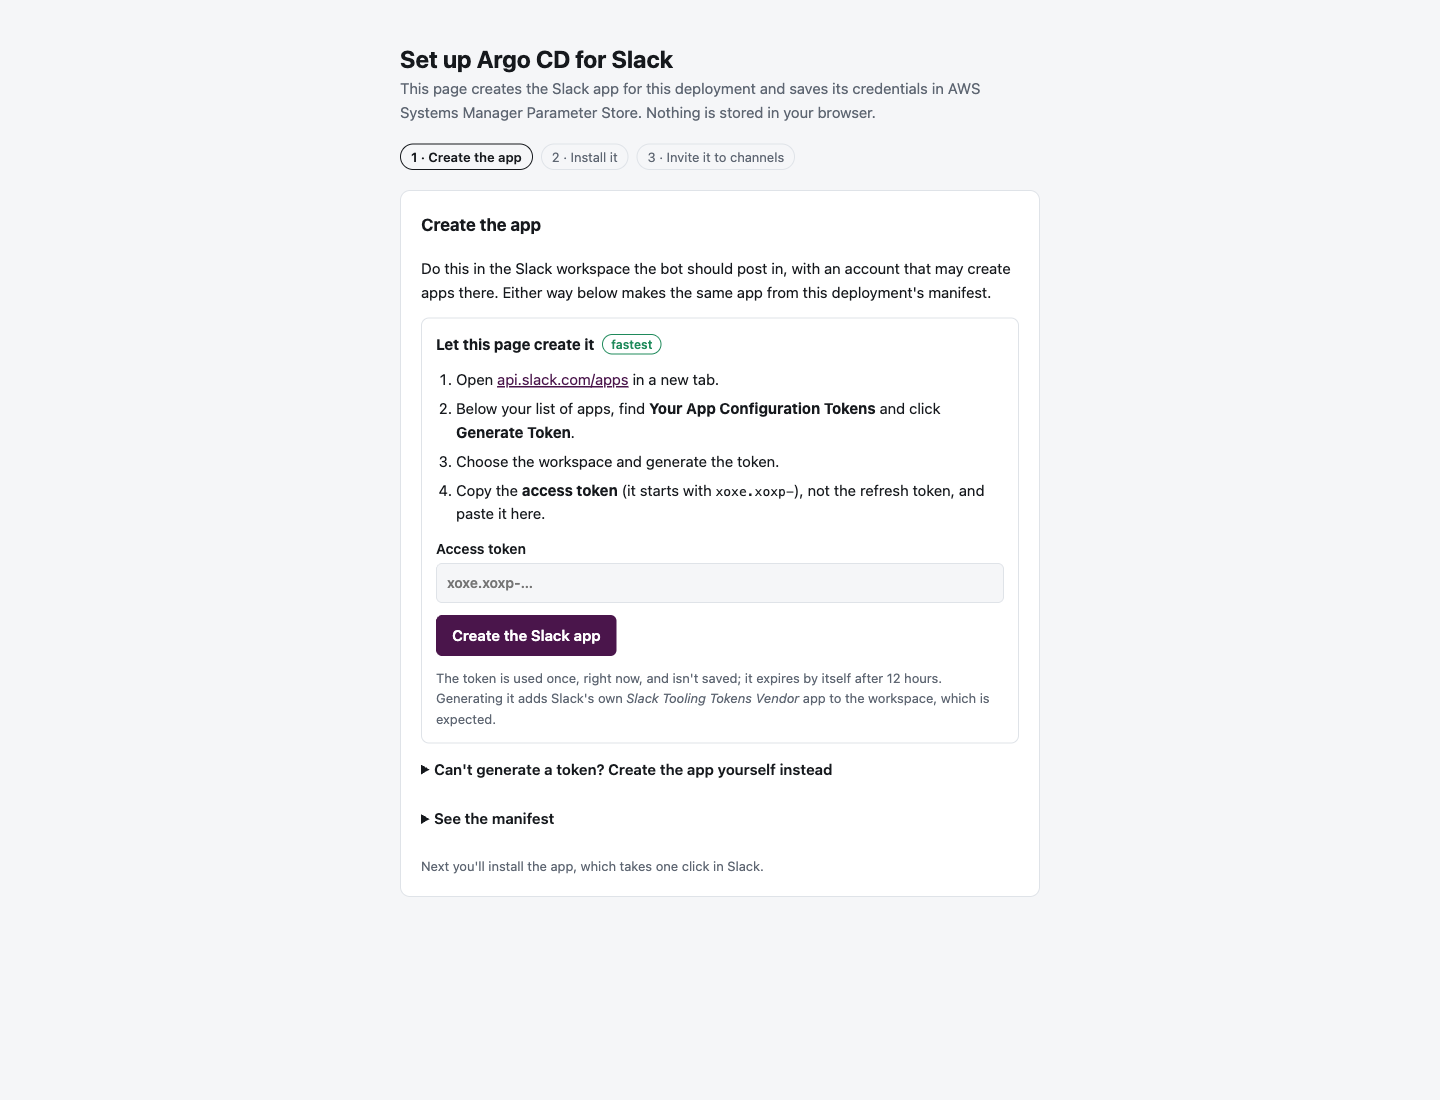 Set up Argo CD for Slack
This page creates the Slack app for this deployment and saves its credentials in AWS
Systems Manager Parameter Store. Nothing is stored in your browser.
1 · Create the app
2 · Install it
3 · Invite it to channels
Create the app
Do this in the Slack workspace the bot should post in, with an account that may create
apps there. Either way below makes the same app from this deployment's manifest.
Let this page create it fastest
1. Open api.slack.com/apps in a new tab.
2. Below your list of apps, find Your App Configuration Tokens and click
Generate Token.
3. Choose the workspace and generate the token.
4. Copy the access token (it starts with xoxe.xoxp-), not the refresh token, and
paste it here.
Access token
xoxe.xoxp-...
Create the Slack app
The token is used once, right now, and isn't saved; it expires by itself after 12 hours.
Generating it adds Slack's own Slack Tooling Tokens Vendor app to the workspace, which is
expected.
Can't generate a token? Create the app yourself instead
See the manifest
Next you'll install the app, which takes one click in Slack.